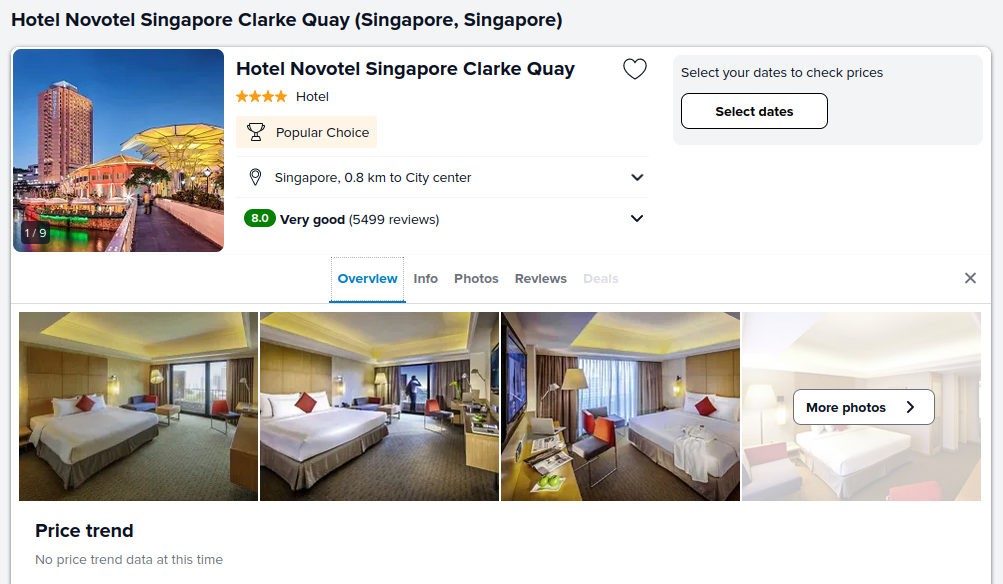 Hotel Novotel Singapore Clarke Quay (Singapore, Singapore)
Hotel Novotel Singapore Clarke Quay
Hotel
Popular Choice
Singapore, 0.8 km to City center
8.0 Very good (5499 reviews)
1 / 9
Select your dates to check prices
Select dates
Overview Info Photos Reviews Deals
More photos
Price trend
No price trend data at this time